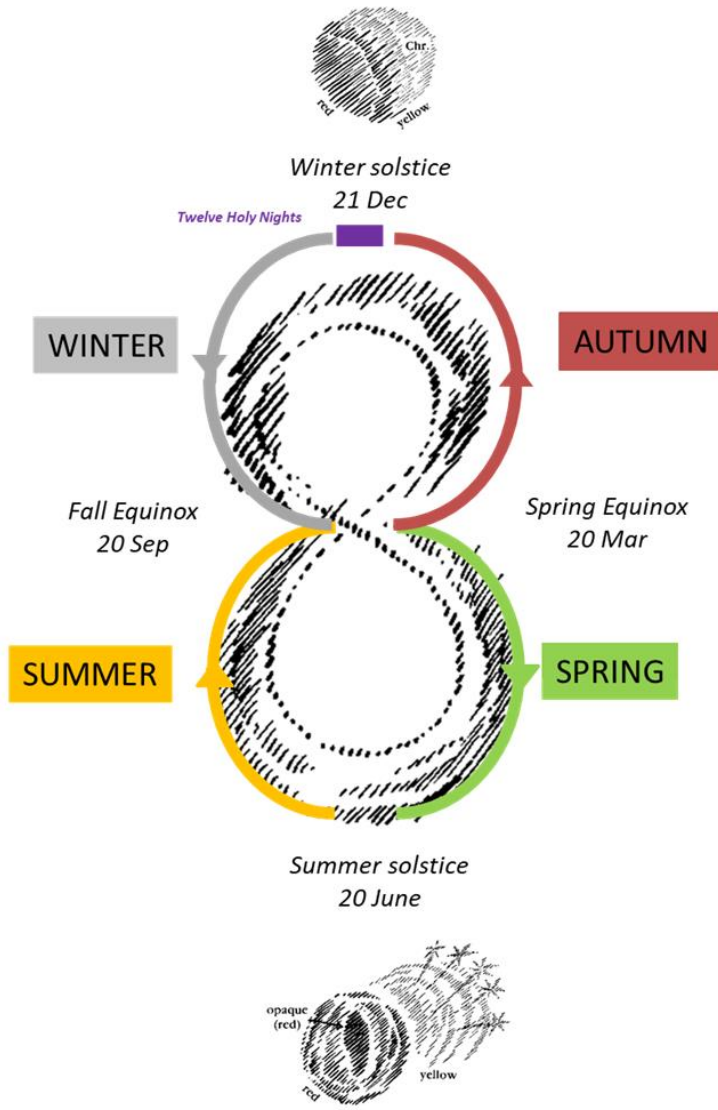 Chr.
red
yellow
Winter solstice
21 Dec
Twelve Holy Nights
WINTER
AUTUMN
Fall Equinox
20 Sep
Spring Equinox
20 Mar
SUMMER
SPRING
Summer solstice
20 June
opaque
(red)
yellow
red